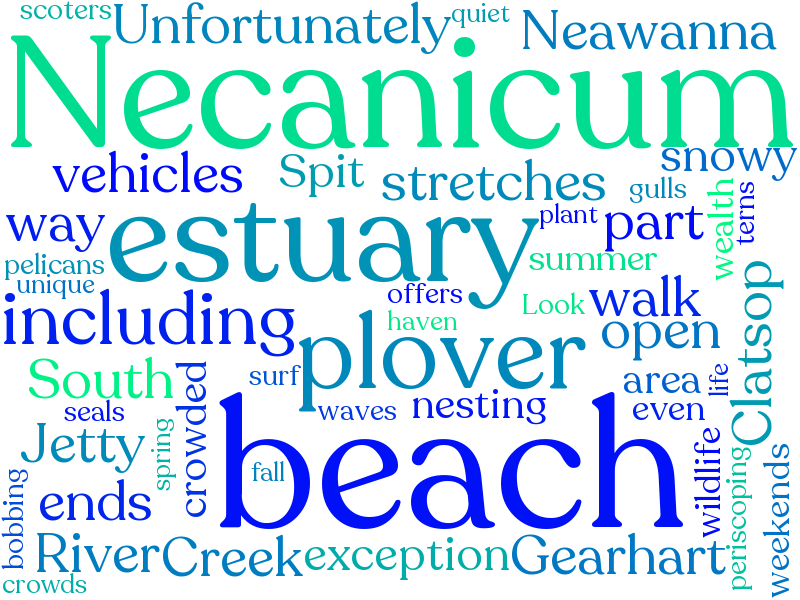 scoters
Unfortunately
quiet
Neawanna
Necanicum
snowy
vehicles
Spit
stretches
gulls
wealth
terns
way
estuary
plant
part
pelicans
unique
summer
including
offers
haven
Look
walk
plover
open
Clatsop
South
surf
area
life
seals
crowded
waves
nesting
even
Jetty
spring
beach
fall
wildlife
periscoping
weekends
bobbing
ends
River
Creek
exception
Gearhart
crowds